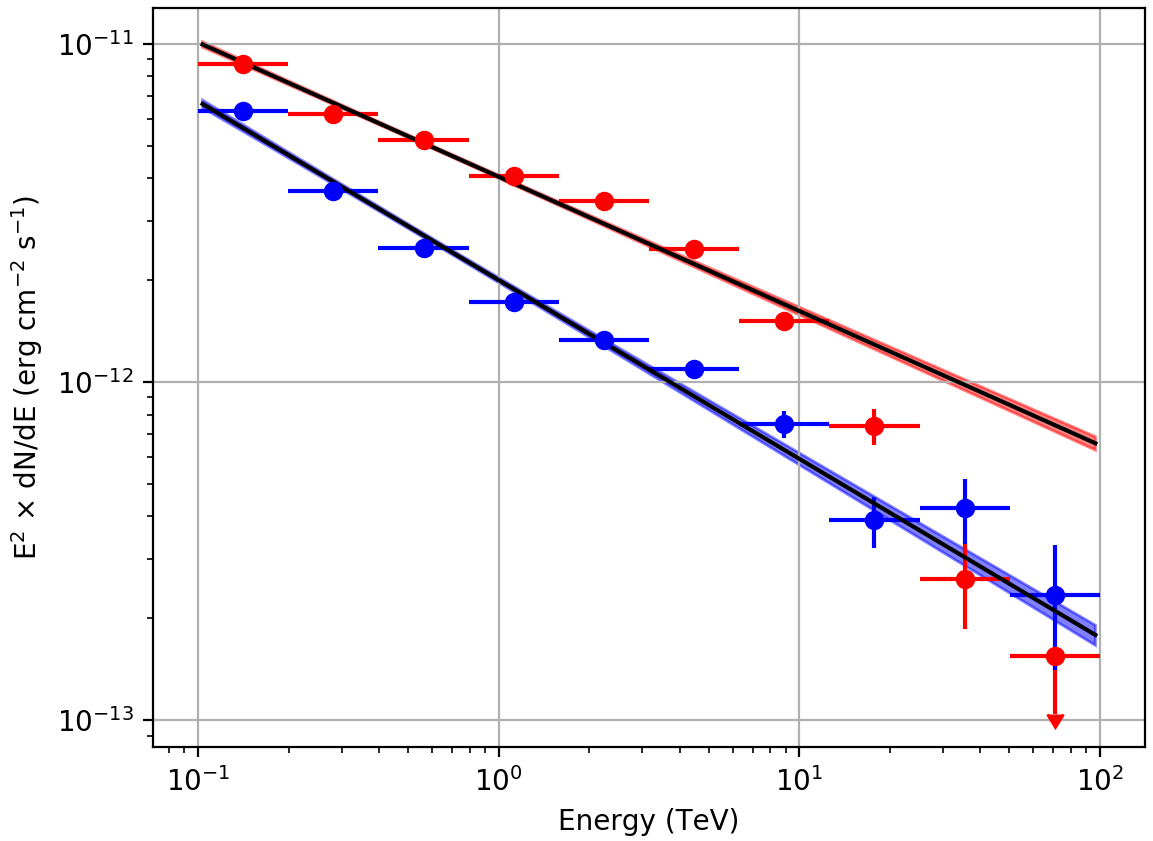 10⁻¹¹
10⁻¹²
10⁻¹³
E² × dN/dE (erg cm⁻² s⁻¹)
10⁻¹ 10⁰ 10¹ 10²
Energy (TeV)